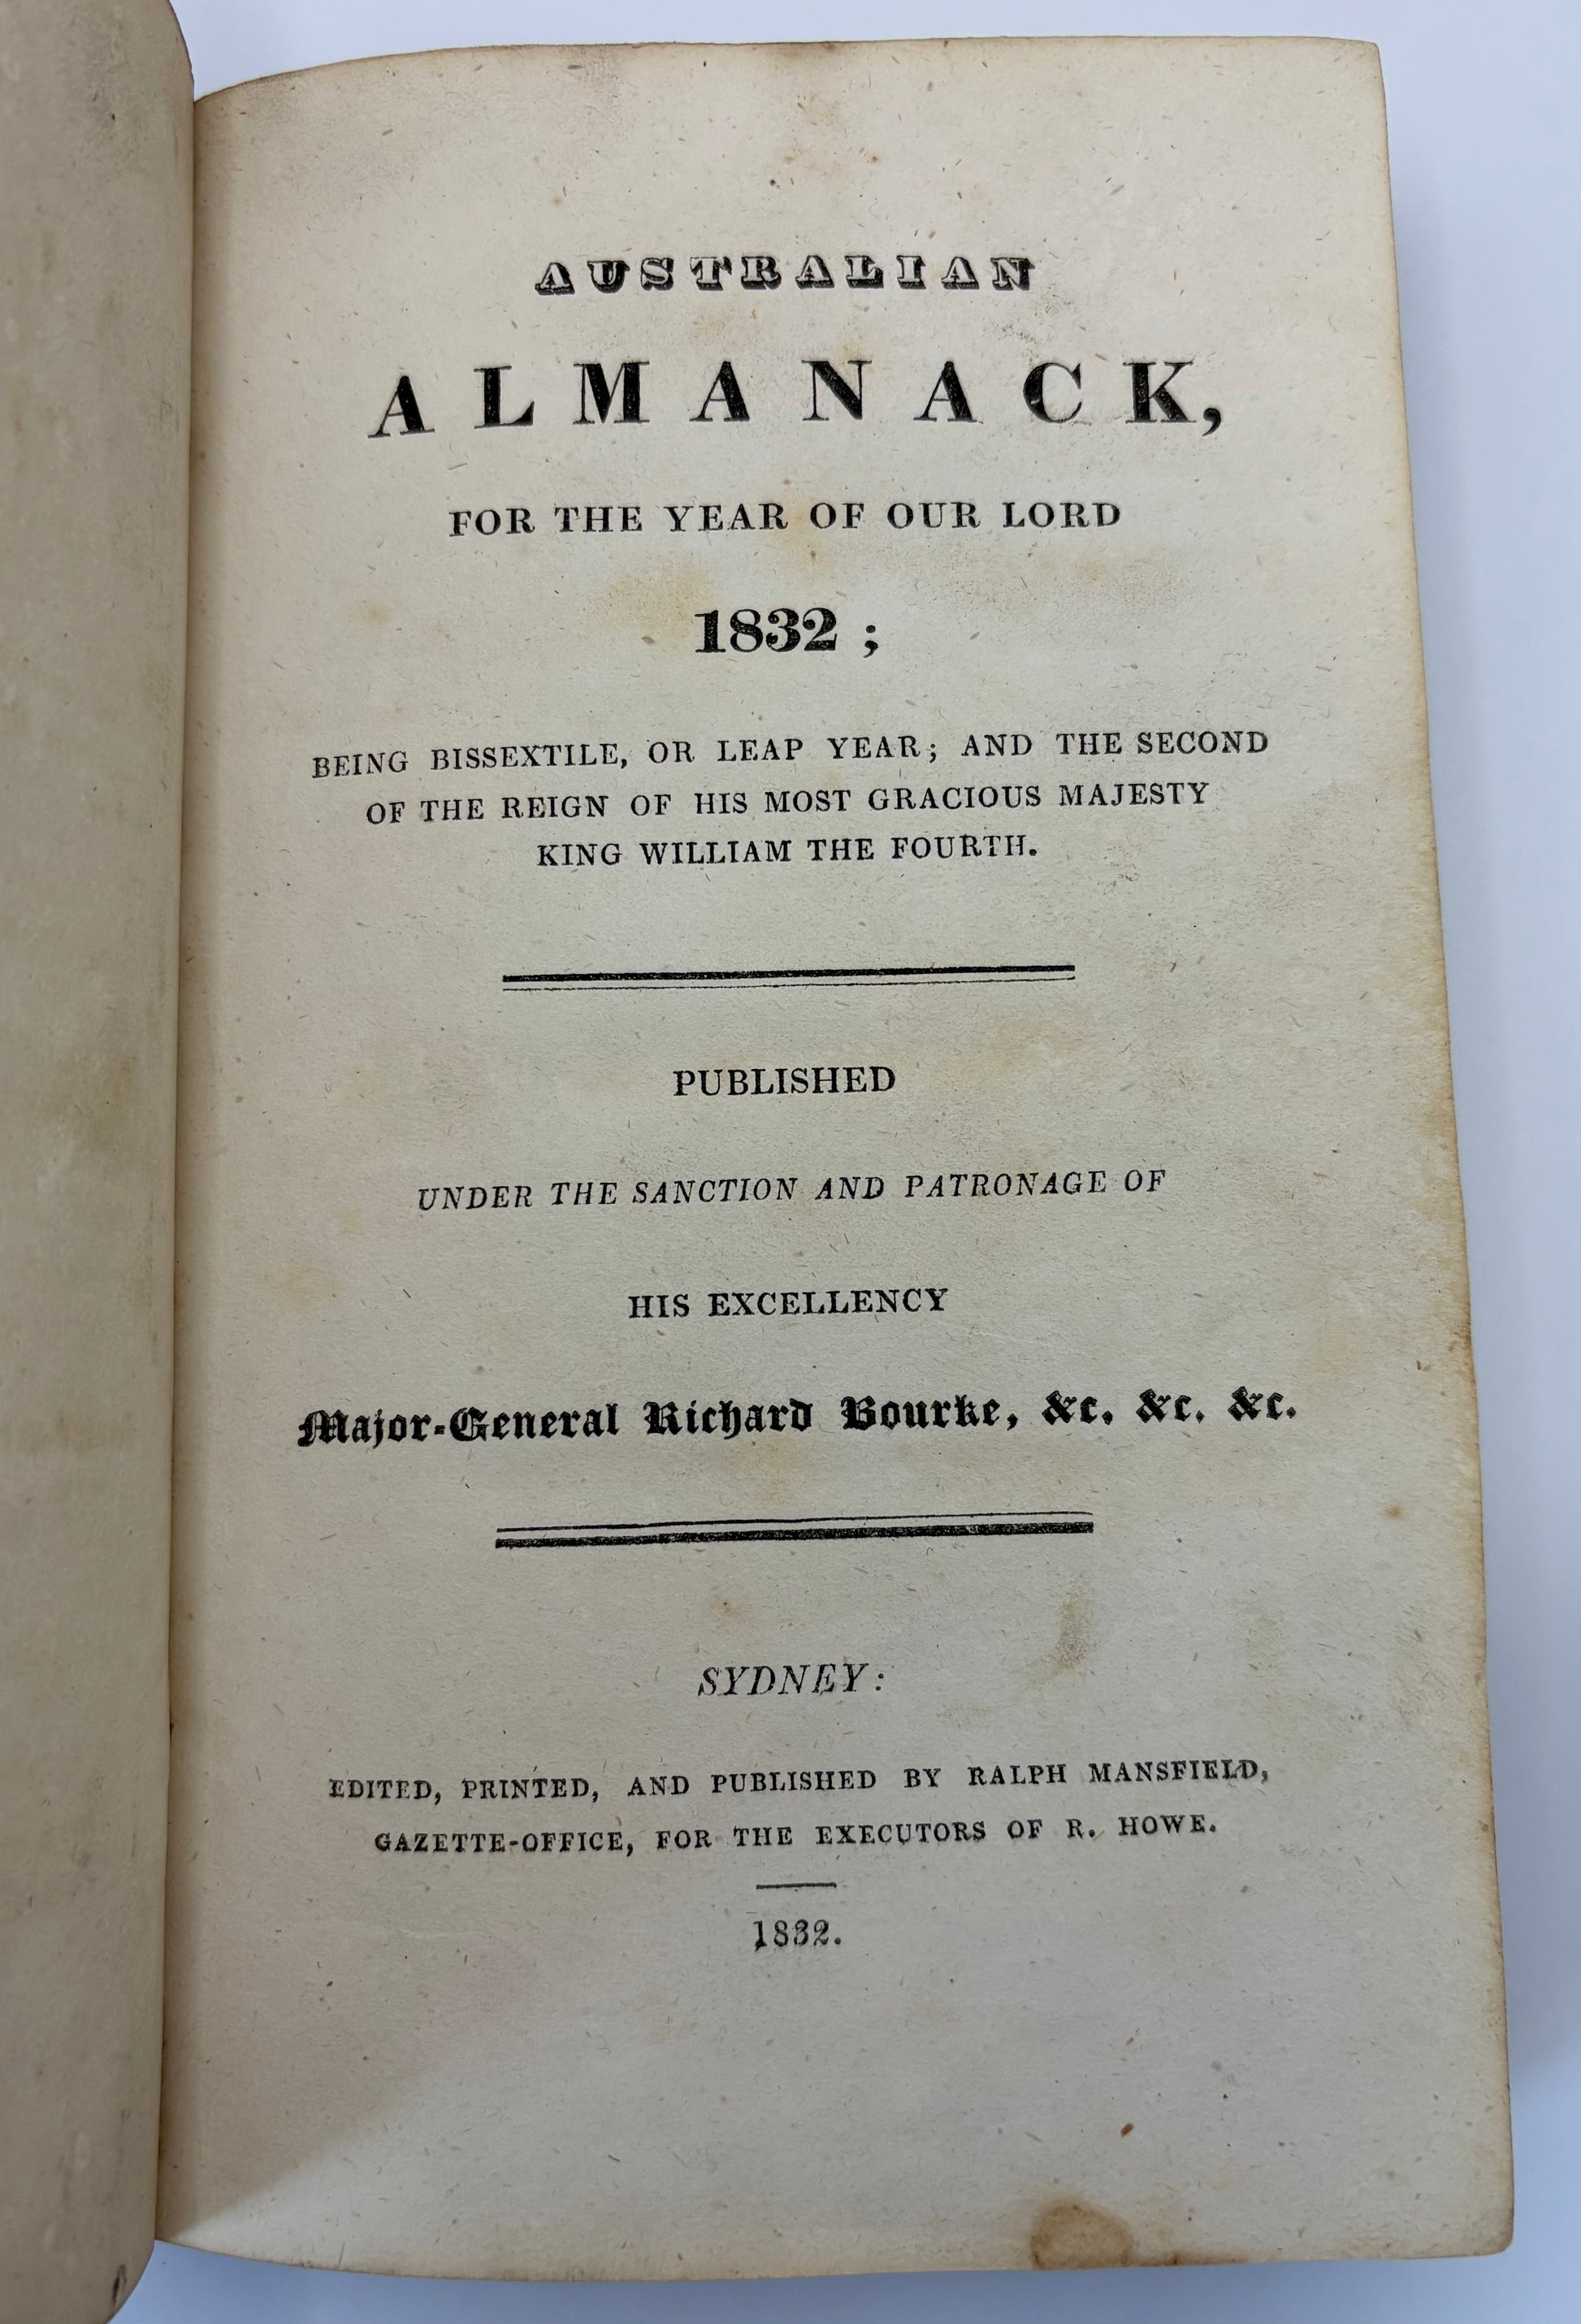 AUSTRALIAN
ALMANACK,
FOR THE YEAR OF OUR LORD
1832 ;
BEING BISSEXTILE, OR LEAP YEAR; AND THE SECOND
OF THE REIGN OF HIS MOST GRACIOUS MAJESTY
KING WILLIAM THE FOURTH.
PUBLISHED
UNDER THE SANCTION AND PATRONAGE OF
HIS EXCELLENCY
Major-General Richard Bourke, &c. &c. &c.
SYDNEY:
EDITED, PRINTED, AND PUBLISHED BY RALPH MANSFIELD,
GAZETTE-OFFICE, FOR THE EXECUTORS OF R. HOWE.
1832.